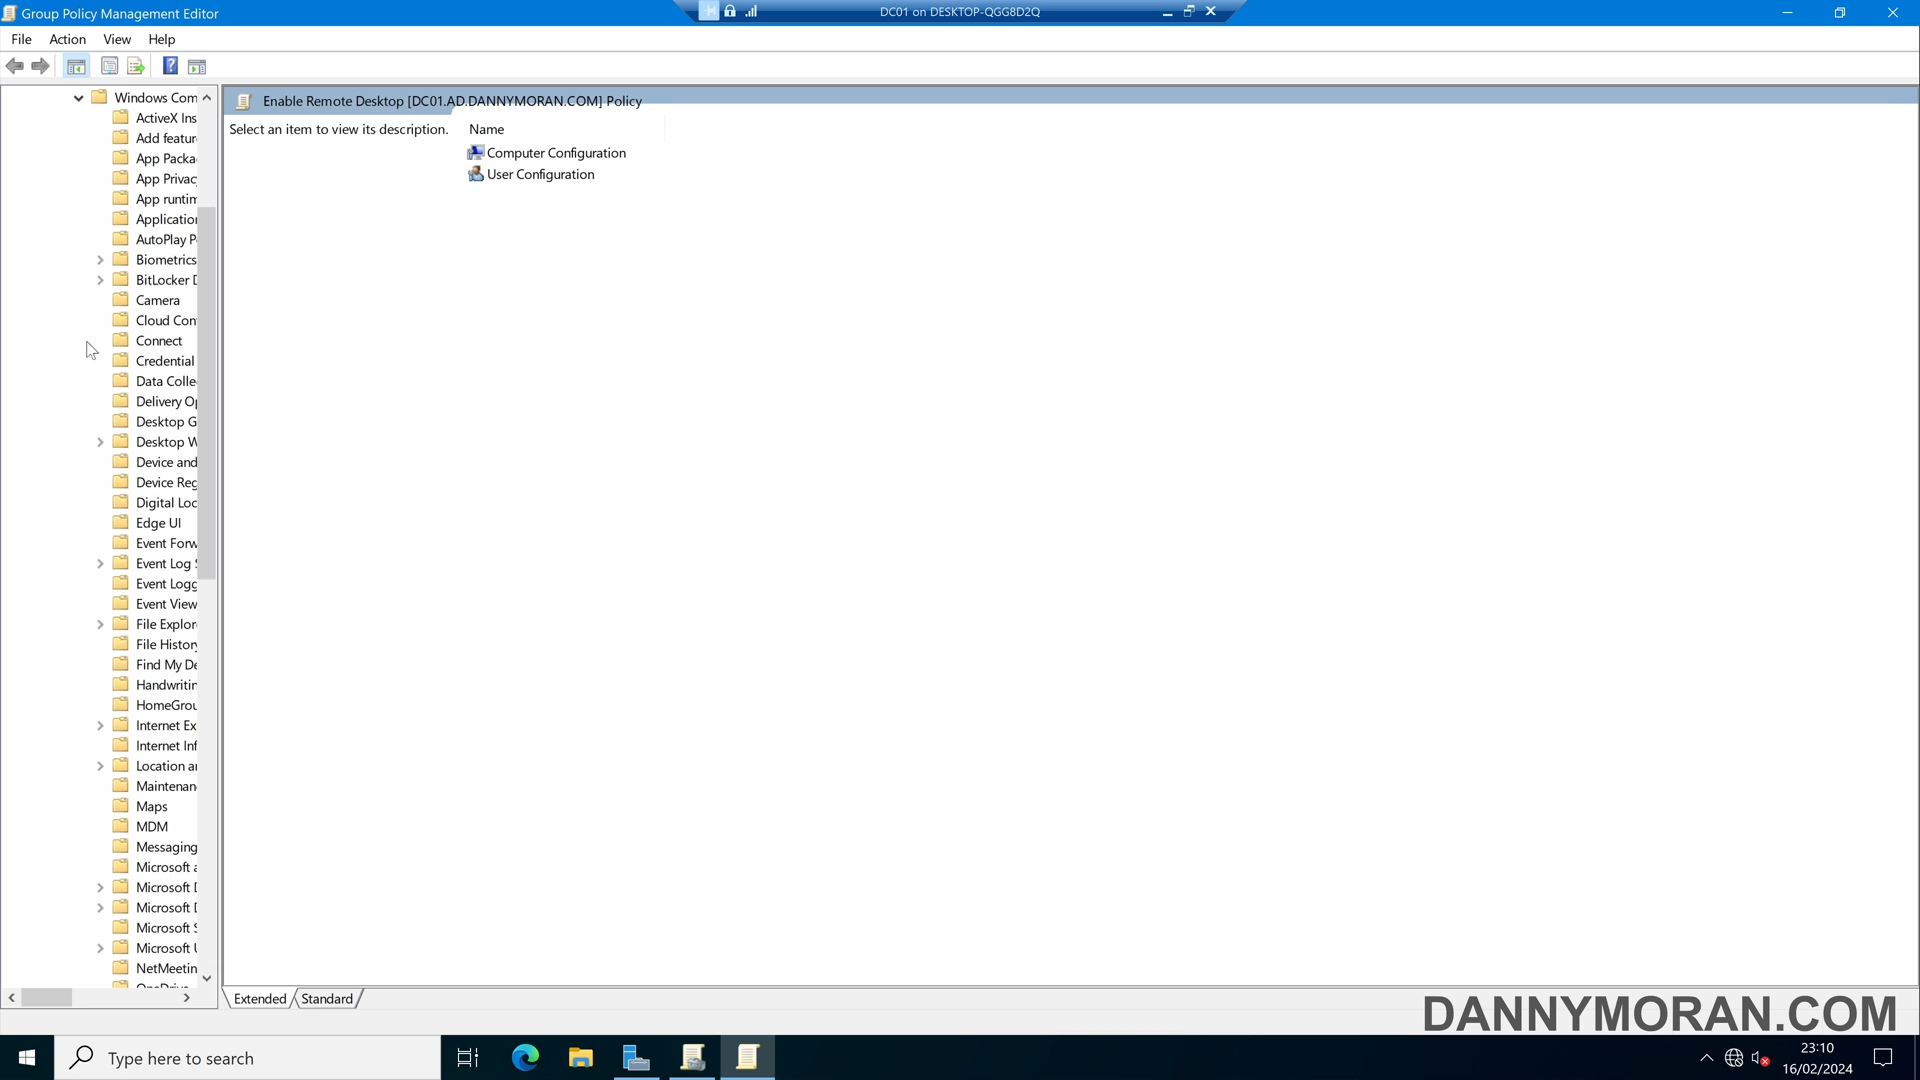 Group Policy Management Editor
DC01 on DESKTOP-QGG8D2Q
File Action View Help
Windows Com
ActiveX Ins
Add featur
App Packa
App Privac
App runtim
Application
AutoPlay P
Biometrics
BitLocker D
Camera
Cloud Con
Connect
Credential
Data Colle
Delivery Op
Desktop G
Desktop W
Device and
Device Reg
Digital Loc
Edge UI
Event Forw
Event Log S
Event Logg
Event View
File Explor
File History
Find My De
Handwritin
HomeGrou
Internet Ex
Internet Inf
Location an
Maintenan
Maps
MDM
Messaging
Microsoft a
Microsoft D
Microsoft D
Microsoft S
Microsoft U
NetMeetin
OneDrive
Enable Remote Desktop [DC01.AD.DANNYMORAN.COM] Policy
Select an item to view its description.
Name
Computer Configuration
User Configuration
Extended Standard
DANNYMORAN.COM
Type here to search
23:10
16/02/2024